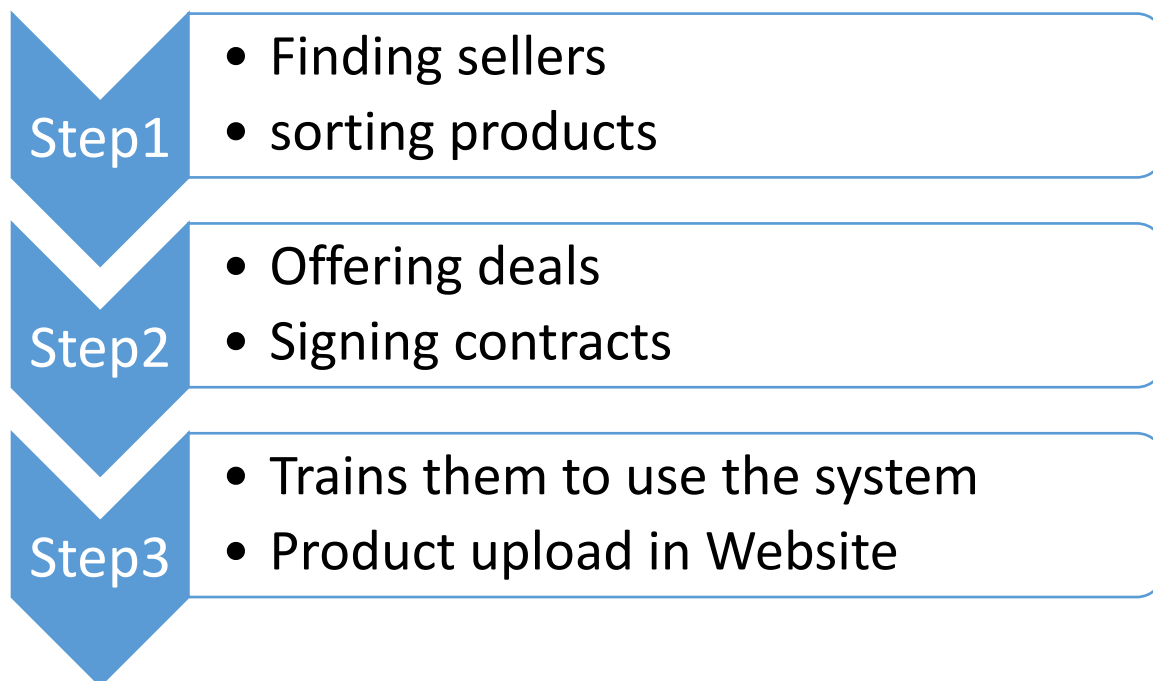 Step1
• Finding sellers
• sorting products
Step2
• Offering deals
• Signing contracts
Step3
• Trains them to use the system
• Product upload in Website